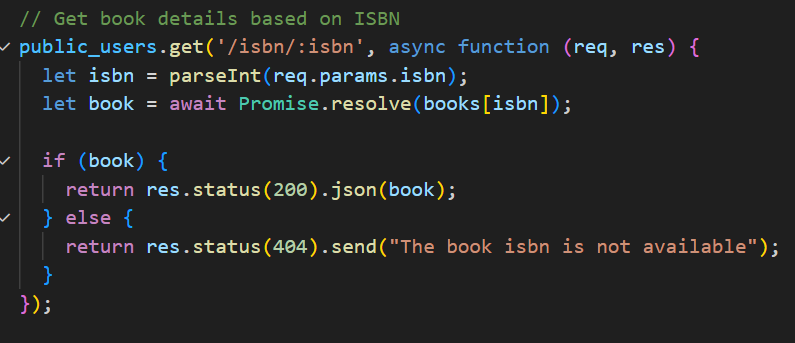 // Get book details based on ISBN
public_users.get('/isbn/:isbn', async function (req, res) {
  let isbn = parseInt(req.params.isbn);
  let book = await Promise.resolve(books[isbn]);

  if (book) {
    return res.status(200).json(book);
  } else {
    return res.status(404).send("The book isbn is not available");
  }
});